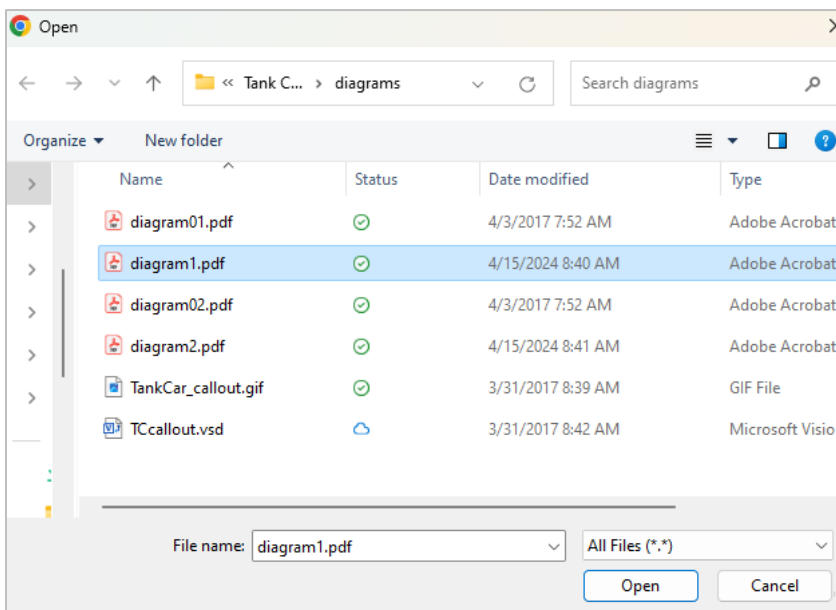 Open
« Tank C... > diagrams
Search diagrams
Organize
New folder
?
Name Status Date modified Type
diagram01.pdf 4/3/2017 7:52 AM Adobe Acrobat
diagram1.pdf 4/15/2024 8:40 AM Adobe Acrobat
diagram02.pdf 4/3/2017 7:52 AM Adobe Acrobat
diagram2.pdf 4/15/2024 8:41 AM Adobe Acrobat
TankCar_callout.gif 3/31/2017 8:39 AM GIF File
TCcallout.vsd 3/31/2017 8:42 AM Microsoft Visio
File name: diagram1.pdf All Files (*.*)
Open Cancel